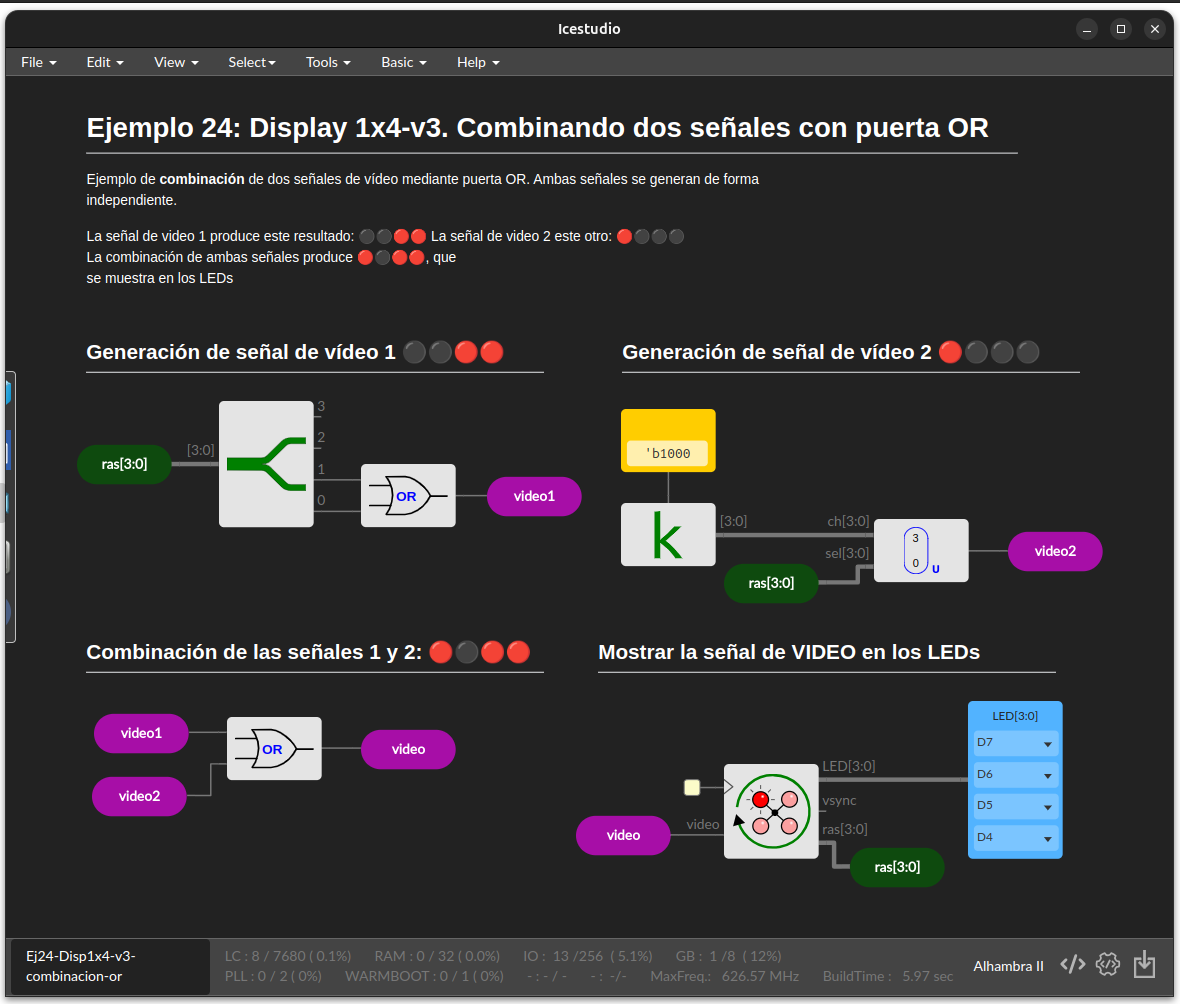 Icestudio
File Edit View Select Tools Basic Help
Ejemplo 24: Display 1x4-v3. Combinando dos señales con puerta OR
Ejemplo de combinación de dos señales de vídeo mediante puerta OR. Ambas señales se generan de forma
independiente.
La señal de video 1 produce este resultado: ⚫⚫🔴🔴 La señal de video 2 este otro: 🔴⚫⚫⚫
La combinación de ambas señales produce 🔴⚫🔴🔴, que
se muestra en los LEDs
Generación de señal de vídeo 1 ⚫⚫🔴🔴
ras[3:0]
[3:0]
3
2
1
0
OR
video1
Generación de señal de vídeo 2 🔴⚫⚫⚫
'b1000
k
[3:0]
ch[3:0]
sel[3:0]
ras[3:0]
3
0
U
video2
Combinación de las señales 1 y 2: 🔴⚫🔴🔴
video1
video2
OR
video
Mostrar la señal de VIDEO en los LEDs
video
video
LED[3:0]
vsync
ras[3:0]
ras[3:0]
LED[3:0]
D7
D6
D5
D4
Ej24-Disp1x4-v3-
combinacion-or
LC : 8 / 7680 ( 0.1%) RAM : 0 / 32 ( 0.0%) IO : 13 /256 ( 5.1%) GB : 1 /8 ( 12%)
PLL : 0 / 2 ( 0%) WARMBOOT : 0 / 1 ( 0%) - : - / - - : -/- MaxFreq.: 626.57 MHz BuildTime : 5.97 sec
Alhambra II